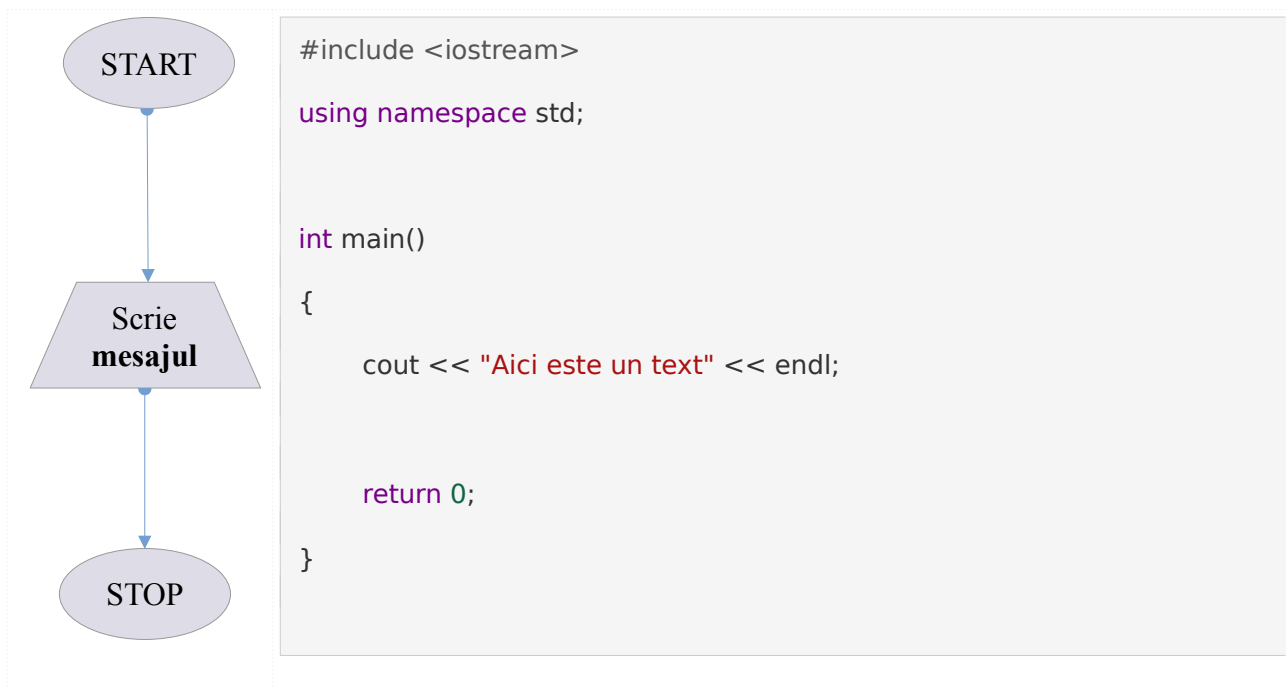 START
Scrie
mesajul
STOP
#include <iostream>
using namespace std;
int main()
{
cout << "Aici este un text" << endl;
return 0;
}